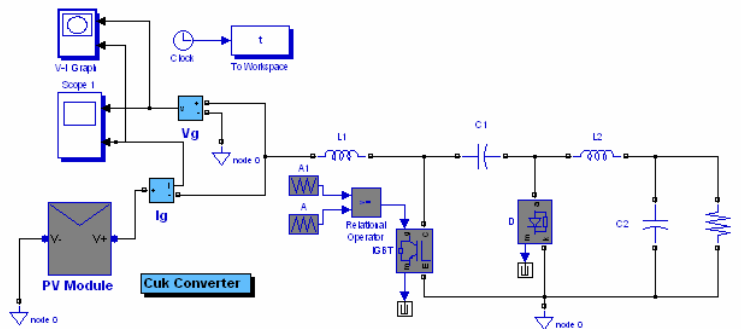 V-I Graph
Clock
t
To Workspace
Scope 1
v
+
-
Vg
node 0
L1
C1
L2
A1
A
>=
Relational
Operator
IGBT
g
C
E
D
a
m
k
C2
i
+
-
Ig
V-
V+
PV Module
Cuk Converter
node 0
node 0